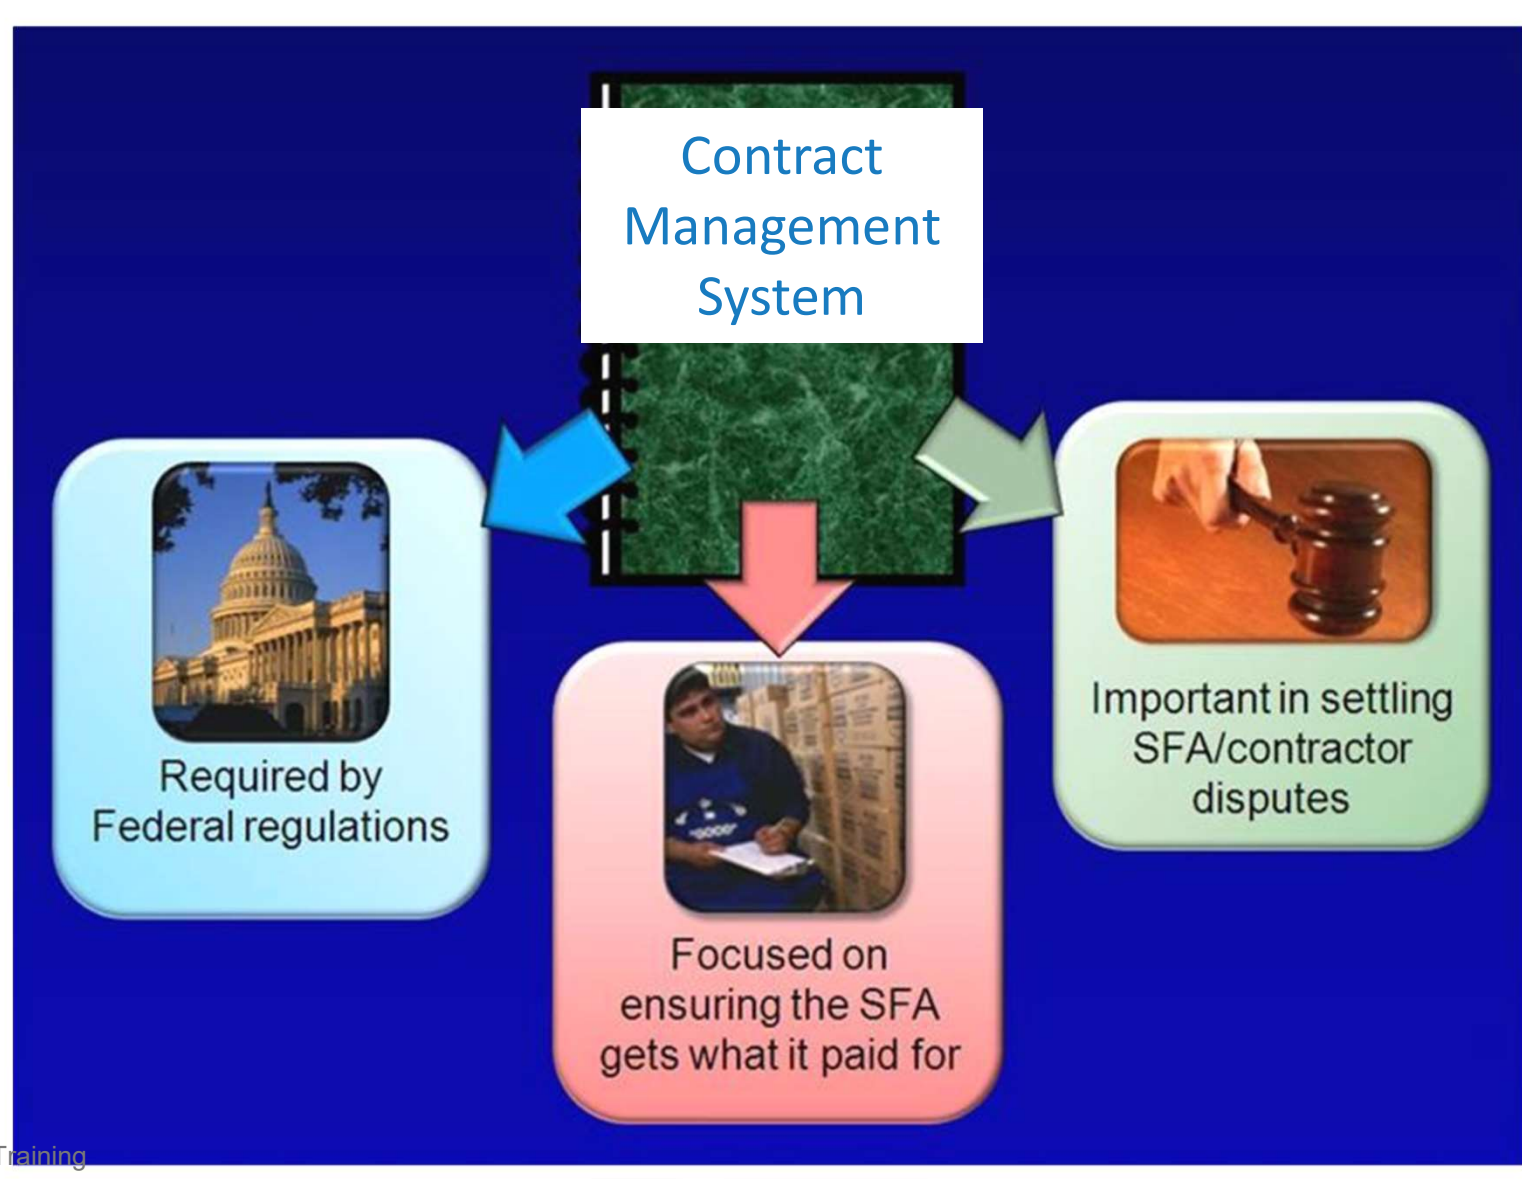 Contract
Management
System
Required by
Federal regulations
Focused on
ensuring the SFA
gets what it paid for
Important in settling
SFA/contractor
disputes
Training